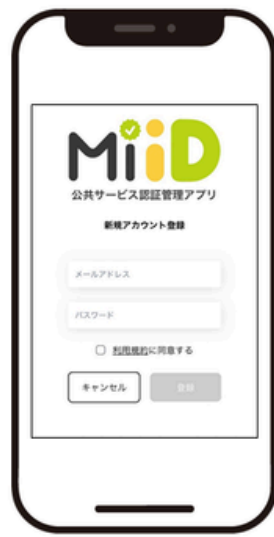 MiiD
公共サービス認証管理アプリ
新規アカウント登録
メールアドレス
パスワード
利用規約に同意する
キャンセル 登録